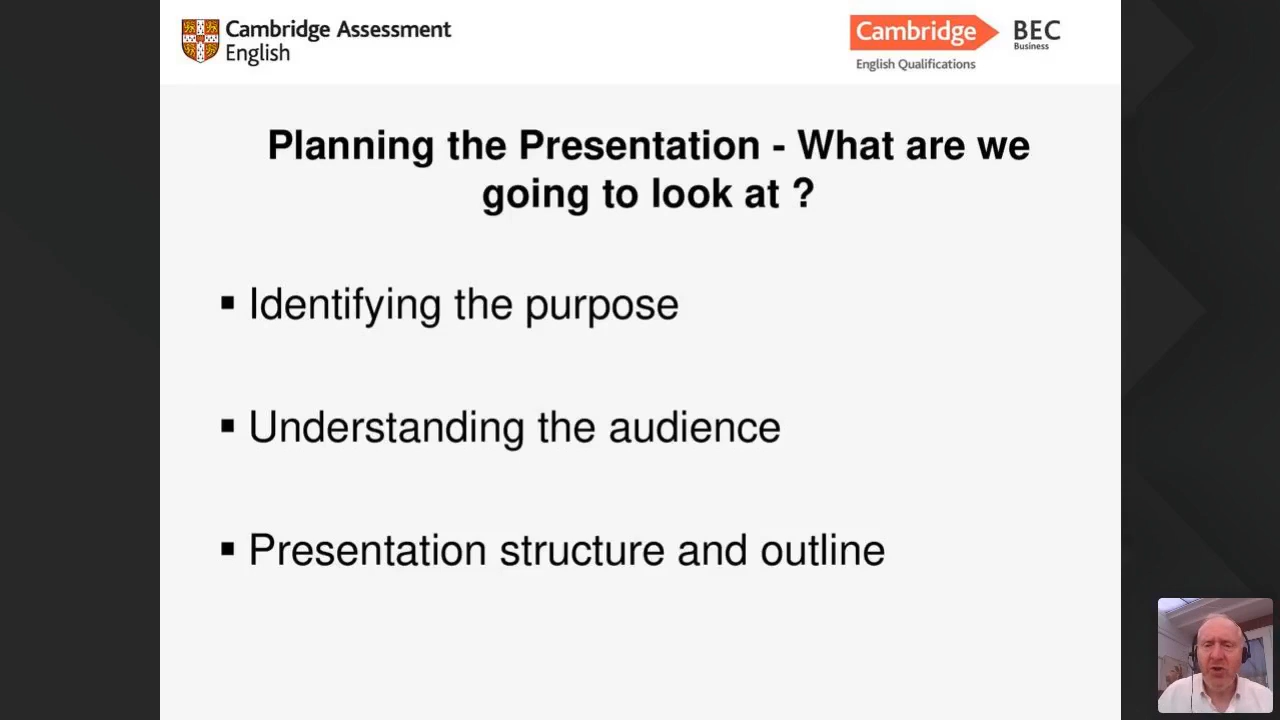 Cambridge Assessment
English
Cambridge
English Qualifications
BEC
Business
Planning the Presentation - What are we
going to look at ?
▪ Identifying the purpose
▪ Understanding the audience
▪ Presentation structure and outline